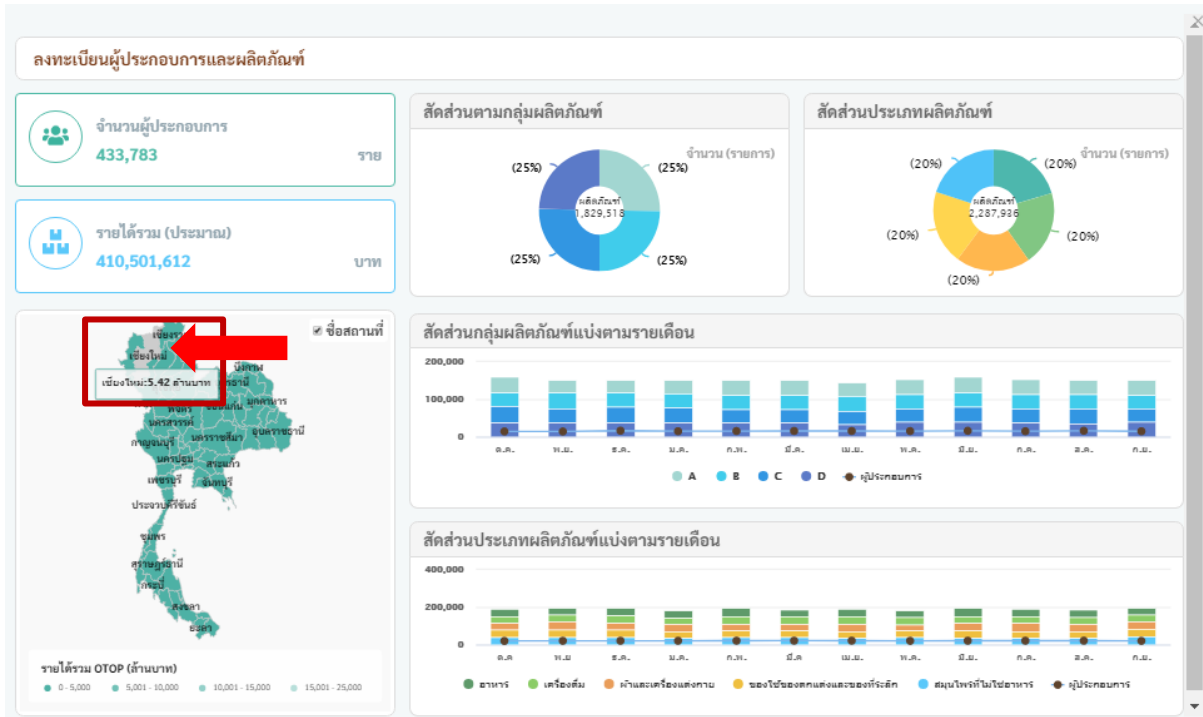 ลงทะเบียนผู้ประกอบการและผลิตภัณฑ์
จำนวนผู้ประกอบการ
433,783 ราย
รายได้รวม (ประมาณ)
410,501,612 บาท
สัดส่วนตามกลุ่มผลิตภัณฑ์
จำนวน (รายการ)
(25%) (25%)
ผลิตภัณฑ์
1,829,518
(25%) (25%)
สัดส่วนประเภทผลิตภัณฑ์
จำนวน (รายการ)
(20%) (20%)
ผลิตภัณฑ์
2,287,936
(20%) (20%)
(20%)
ชื่อสถานที่
เชียงใหม่
เชียงใหม่:5.42 ล้านบาท
ขอนแก่น มุกดาหาร
นครสวรรค์
กาญจนบุรี นครราชสีมา อุบลราชธานี
นครปฐม สระแก้ว
เพชรบุรี จันทบุรี
ประจวบคีรีขันธ์
ชุมพร
สุราษฎร์ธานี
กระบี่
สงขลา
ยะลา
รายได้รวม OTOP (ล้านบาท)
0 - 5,000 5,001 - 10,000 10,001 - 15,000 15,001 - 25,000
สัดส่วนกลุ่มผลิตภัณฑ์แบ่งตามรายเดือน
200,000
100,000
0
ต.ค. พ.ย. ธ.ค. ม.ค. ก.พ. มี.ค. เม.ย. พ.ค. มิ.ย. ก.ค. ส.ค. ก.ย.
A B C D ผู้ประกอบการ
สัดส่วนประเภทผลิตภัณฑ์แบ่งตามรายเดือน
400,000
200,000
0
ต.ค พ.ย ธ.ค. ม.ค. ก.พ. มี.ค เม.ย. พ.ค. มิ.ย. ก.ค. ส.ค. ก.ย.
อาหาร เครื่องดื่ม ผ้าและเครื่องแต่งกาย ของใช้ของตกแต่งและของที่ระลึก สมุนไพรที่ไม่ใช่อาหาร ผู้ประกอบการ